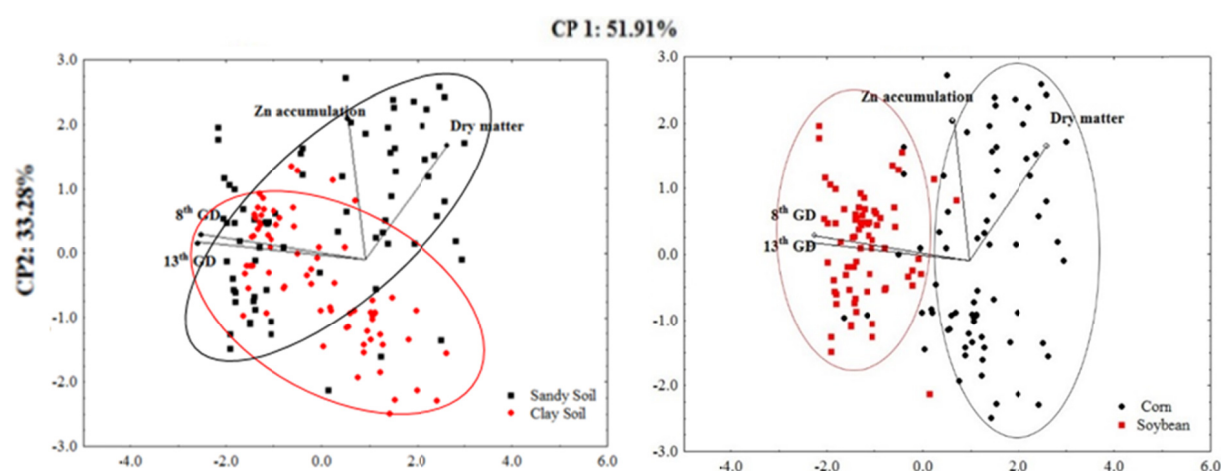 CP 1: 51.91%
CP2: 33.28%
3.0
2.0
1.0
0.0
-1.0
-2.0
-3.0
-4.0 -2.0 0.0 2.0 4.0 6.0
Zn accumulation
Dry matter
8th GD
13th GD
Sandy Soil
Clay Soil
3.0
2.0
1.0
0.0
-1.0
-2.0
-3.0
-4.0 -2.0 0.0 2.0 4.0 6.0
Zn accumulation
Dry matter
8th GD
13th GD
Corn
Soybean